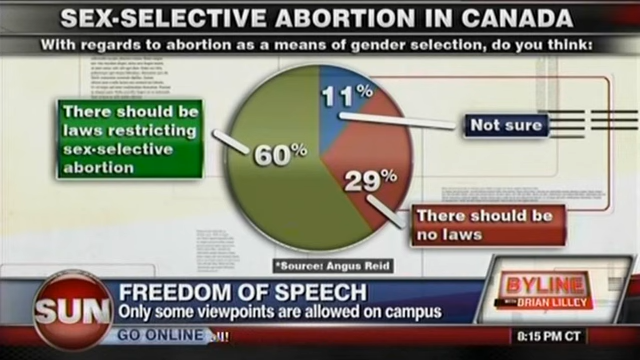 SEX-SELECTIVE ABORTION IN CANADA
With regards to abortion as a means of gender selection, do you think:
There should be
laws restricting
sex-selective
abortion
60%
11%
Not sure
29%
There should be
no laws
*Source: Angus Reid
SUN
FREEDOM OF SPEECH
Only some viewpoints are allowed on campus
BYLINE
WITH BRIAN LILLEY
GO ONLINE
8:15 PM CT